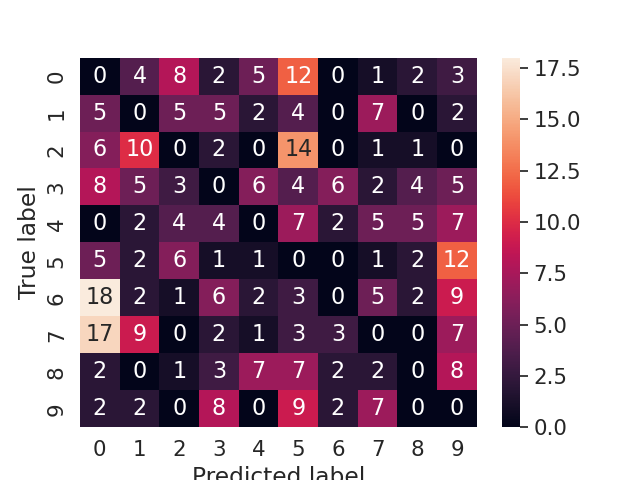 0 0 4 8 2 5 12 0 1 2 3
1 5 0 5 5 2 4 0 7 0 2
2 6 10 0 2 0 14 0 1 1 0
3 8 5 3 0 6 4 6 2 4 5
4 0 2 4 4 0 7 2 5 5 7
5 5 2 6 1 1 0 0 1 2 12
6 18 2 1 6 2 3 0 5 2 9
7 17 9 0 2 1 3 3 0 0 7
8 2 0 1 3 7 7 2 2 0 8
9 2 2 0 8 0 9 2 7 0 0
0 1 2 3 4 5 6 7 8 9
Predicted label
True label
17.5
15.0
12.5
10.0
7.5
5.0
2.5
0.0